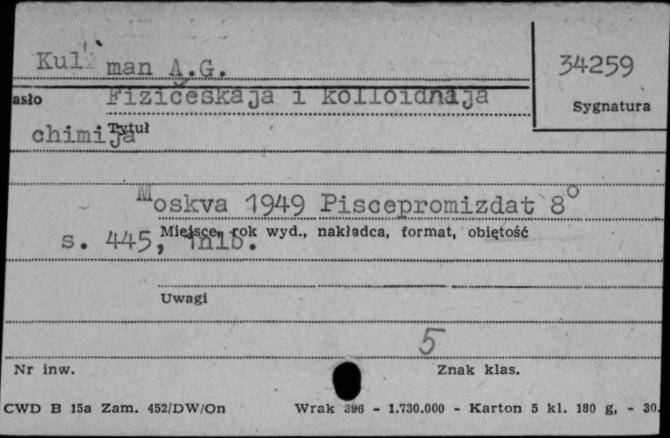 Kul'man A.G.
34259
asło
Fizičeskaja i kolloidnaja
Sygnatura
chimija
Tytuł
Moskva 1949 Piscepromizdat 8°
Miejsce, rok wyd., nakładca, format, objętość
s. 445, 1nlb.
Uwagi
5
Nr inw.
Znak klas.
CWD B 15a Zam. 452/DW/On
Wrak 396 - 1.730.000 - Karton 5 kl. 180 g, - 30.